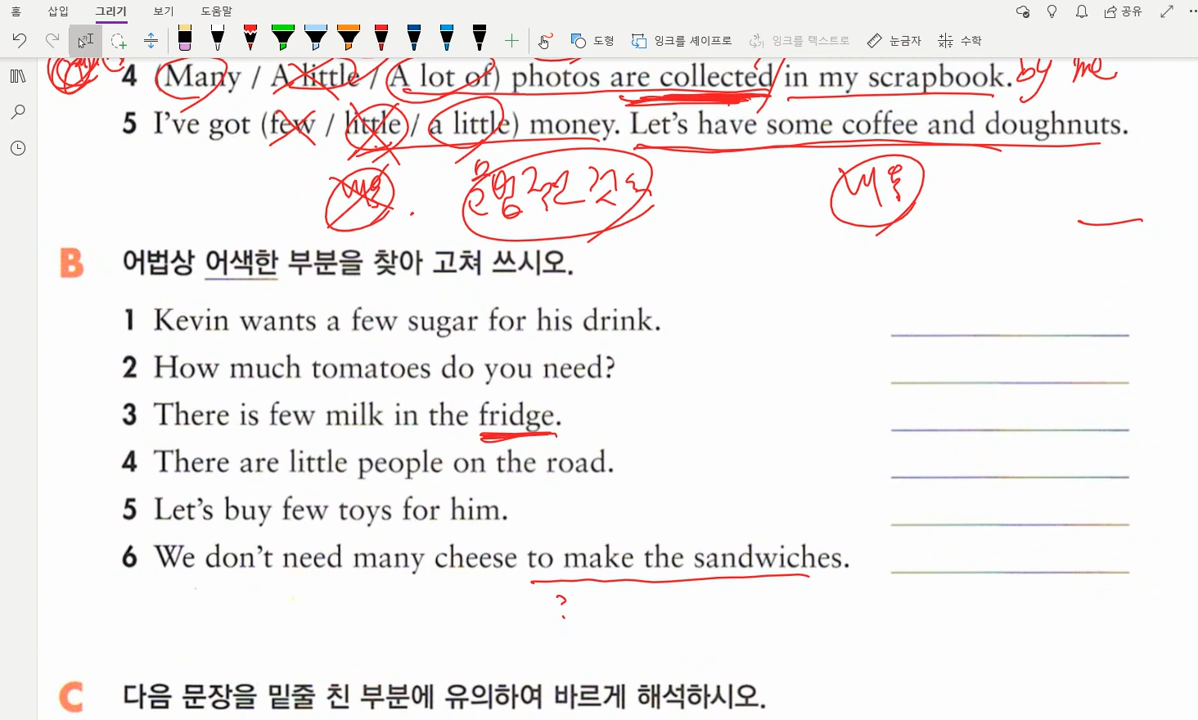 홈 삽입 그리기 보기 도움말 공유
잉크를 셰이프로 잉크를 텍스트로 도형 눈금자 수학
4 (Many / A little / A lot of) photos are collected in my scrapbook. by me
5 I've got (few / little / a little) money. Let's have some coffee and doughnuts.
내용 문법적인 것도 내용
B 어법상 어색한 부분을 찾아 고쳐 쓰시오.
1 Kevin wants a few sugar for his drink.
2 How much tomatoes do you need?
3 There is few milk in the fridge.
4 There are little people on the road.
5 Let's buy few toys for him.
6 We don't need many cheese to make the sandwiches.
?
C 다음 문장을 밑줄 친 부분에 유의하여 바르게 해석하시오.